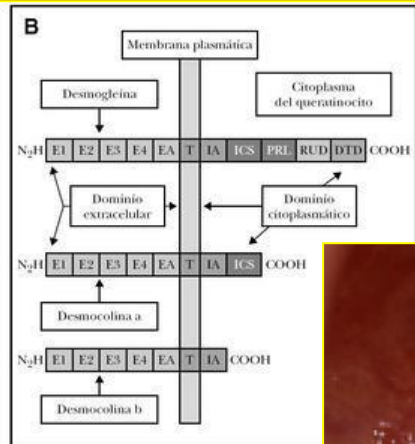 B
Membrana plasmática
Desmogleína
Citoplasma
del queratinocito
N₂H E1 E2 E3 E4 EA T IA ICS PRL RUD DTD COOH
Dominio
extracelular
Dominio
citoplasmático
N₂H E1 E2 E3 E4 EA T IA ICS COOH
Desmocolina a
N₂H E1 E2 E3 E4 EA T IA COOH
Desmocolina b